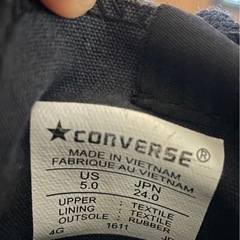 ★CONVERSE®
MADE IN VIETNAM
FABRIQUE AU VIETNAM
US JPN
5.0 24.0
UPPER : TEXTILE
LINING : TEXTILE
OUTSOLE : RUBBER
4G 1611